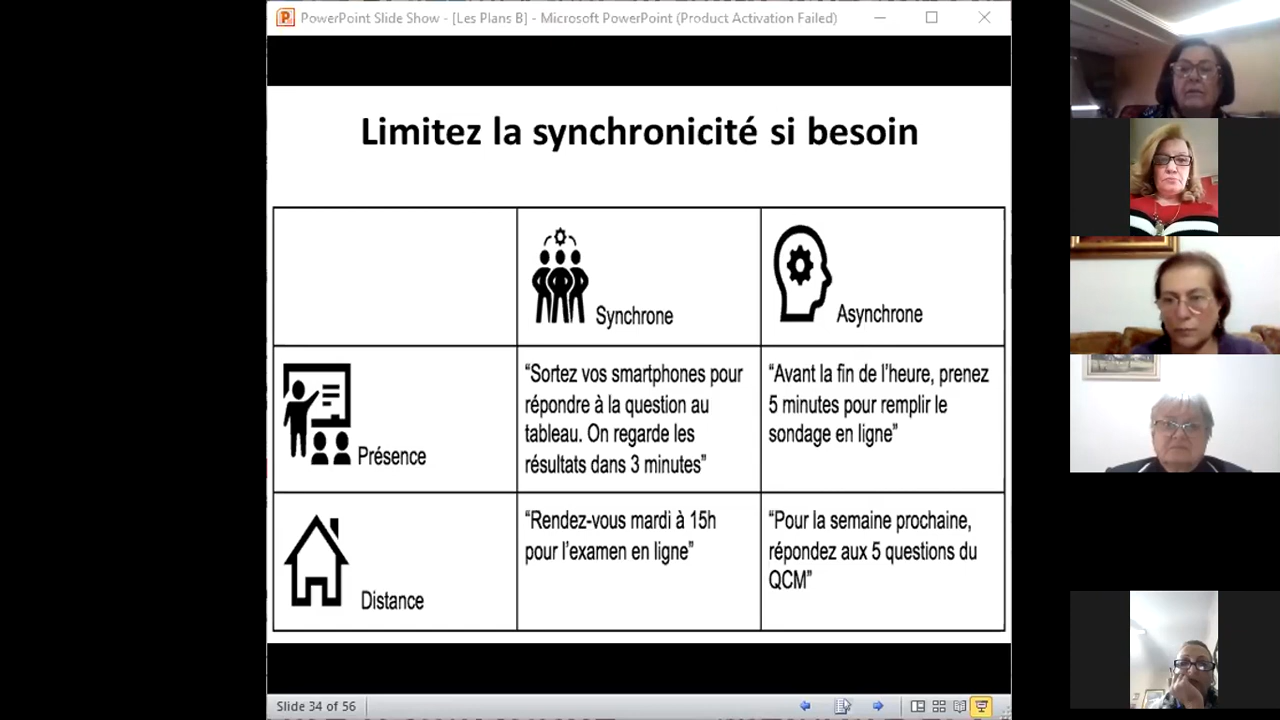 PowerPoint Slide Show - [Les Plans B] - Microsoft PowerPoint (Product Activation Failed)
Limitez la synchronicité si besoin
Synchrone
Asynchrone
Présence
“Sortez vos smartphones pour
répondre à la question au
tableau. On regarde les
résultats dans 3 minutes”
“Avant la fin de l’heure, prenez
5 minutes pour remplir le
sondage en ligne”
Distance
“Rendez-vous mardi à 15h
pour l’examen en ligne”
“Pour la semaine prochaine,
répondez aux 5 questions du
QCM”
Slide 34 of 56